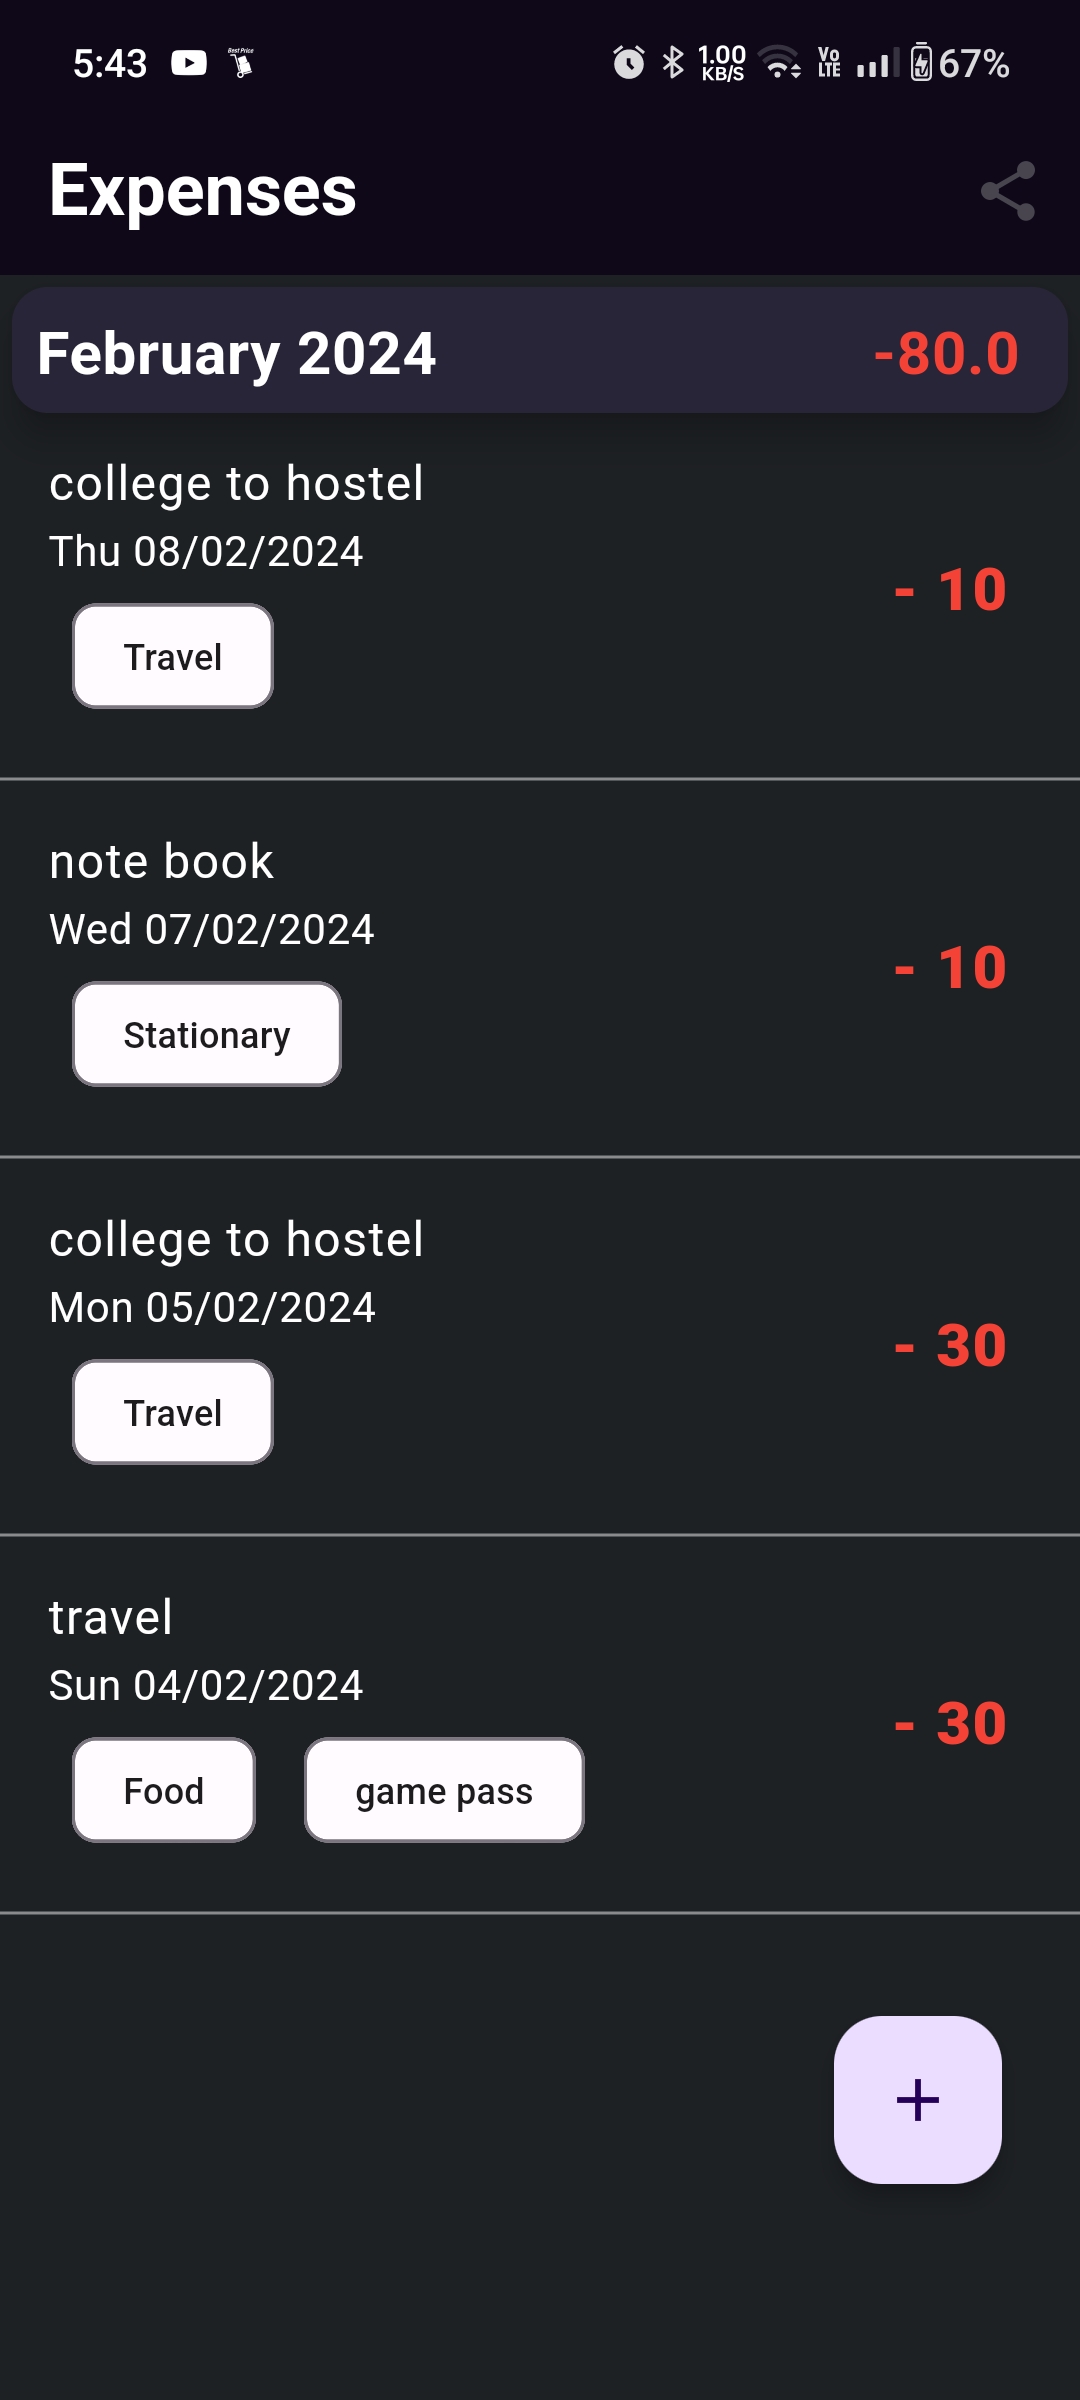 5:43 Best Price 1.00 KB/S Vo LTE 67%
Expenses
February 2024 -80.0
college to hostel
Thu 08/02/2024
- 10
Travel
note book
Wed 07/02/2024
- 10
Stationary
college to hostel
Mon 05/02/2024
- 30
Travel
travel
Sun 04/02/2024
- 30
Food game pass